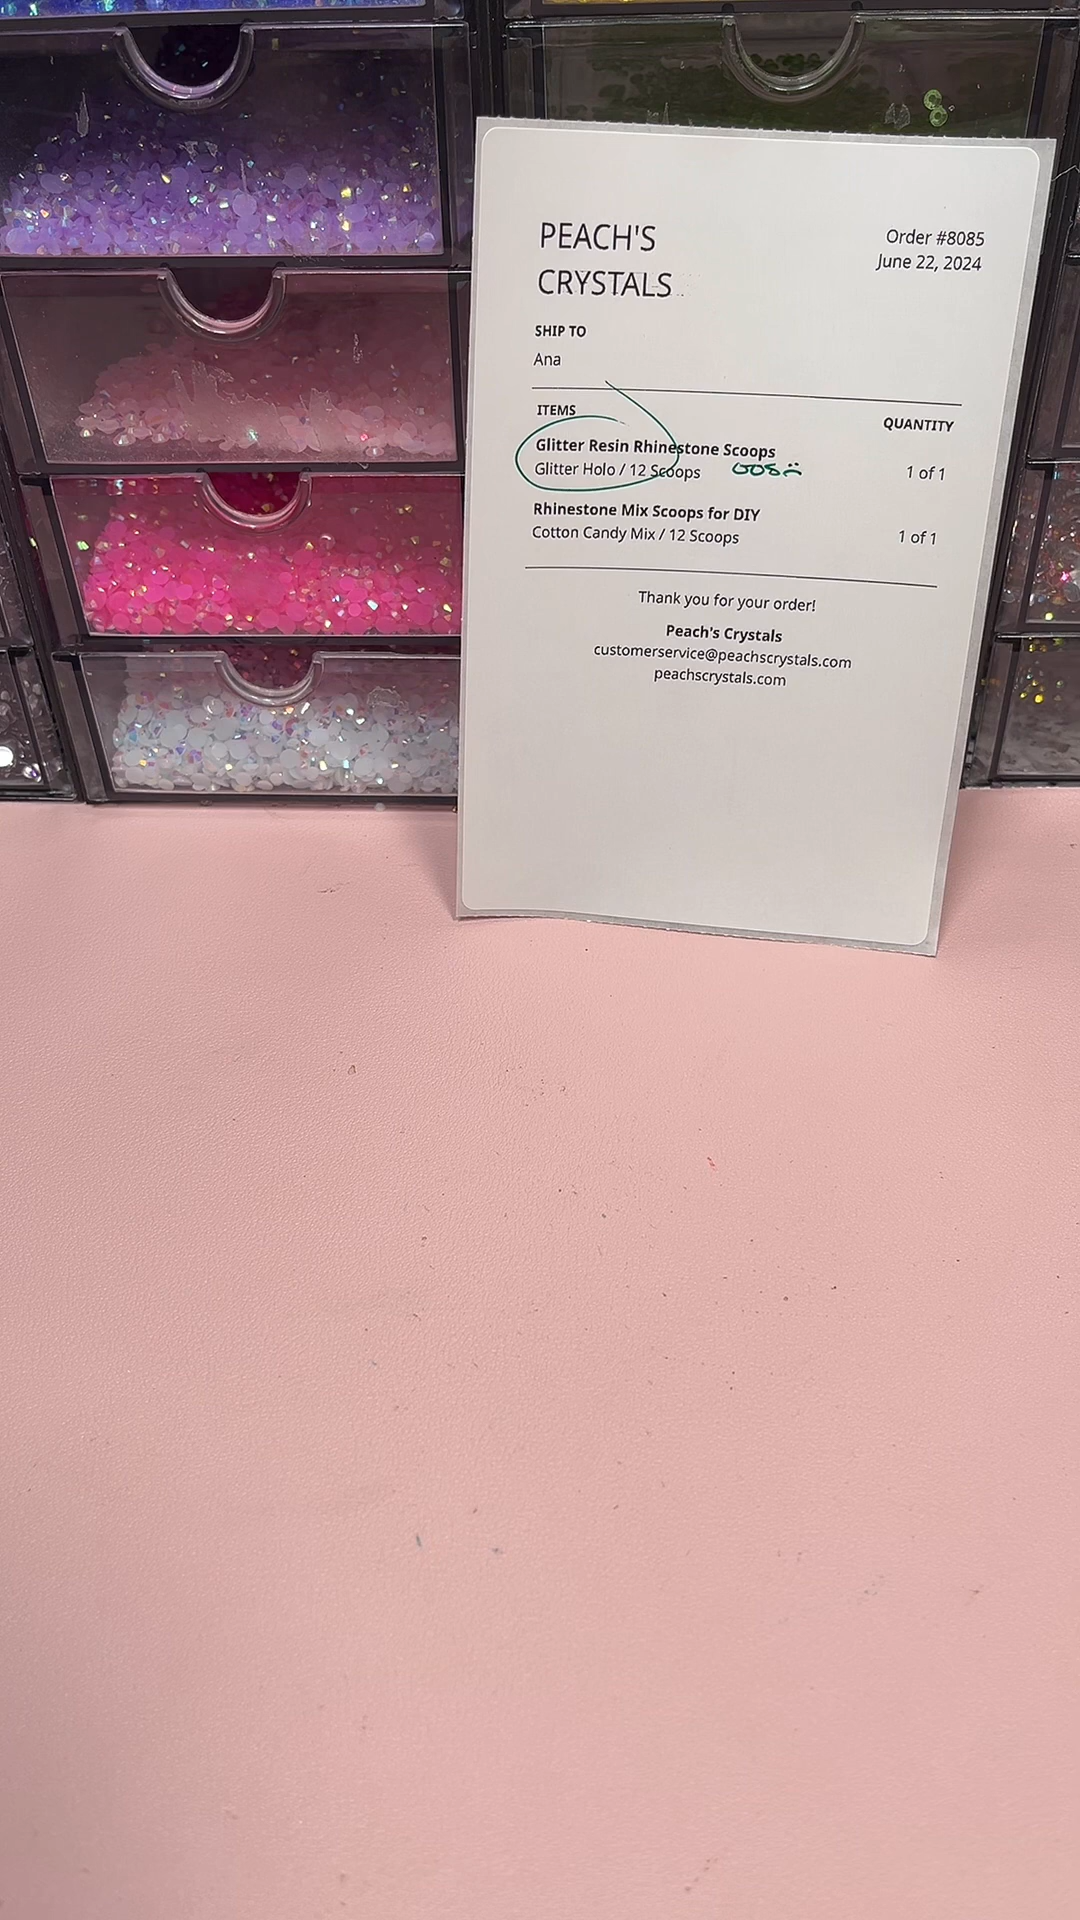 PEACH'S
CRYSTALS
Order #8085
June 22, 2024
SHIP TO
Ana
ITEMS
QUANTITY
Glitter Resin Rhinestone Scoops
Glitter Holo / 12 Scoops
OOS
1 of 1
Rhinestone Mix Scoops for DIY
Cotton Candy Mix / 12 Scoops
1 of 1
Thank you for your order!
Peach's Crystals
customerservice@peachscrystals.com
peachscrystals.com